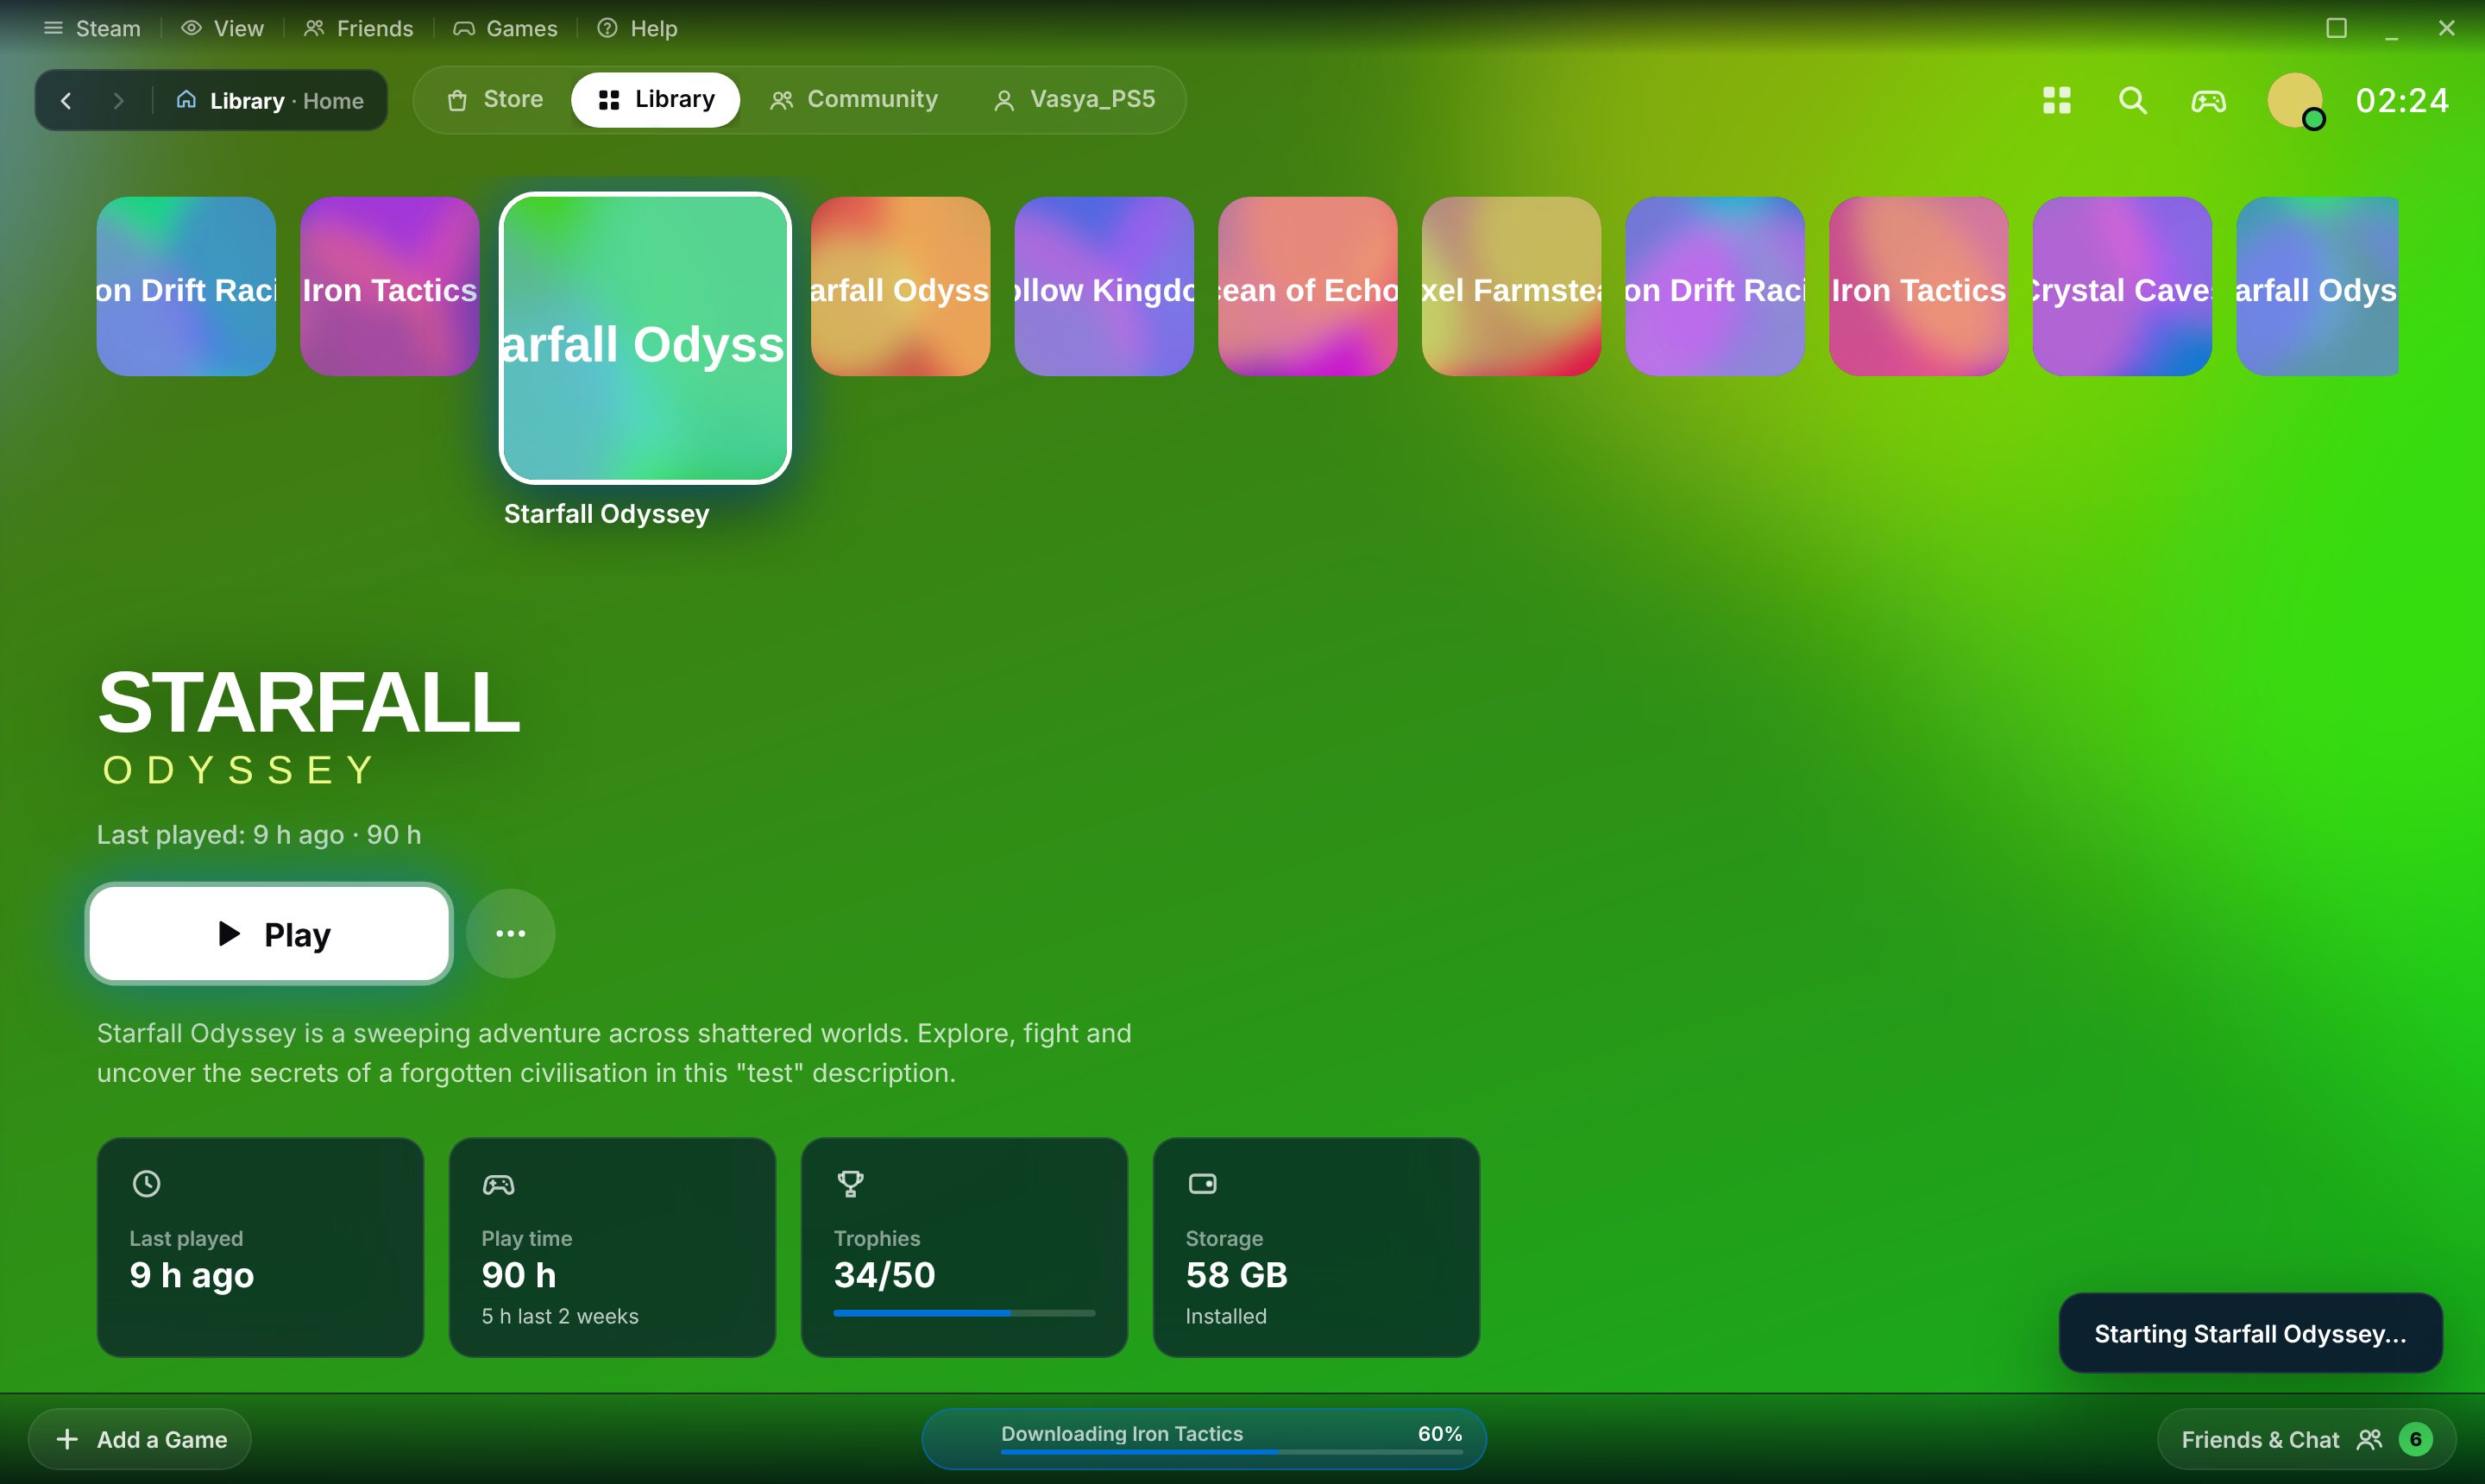 Steam View Friends Games Help
Library · Home Store Library Community Vasya_PS5 02:24
on Drift Raci Iron Tactics arfall Odyss arfall Odyss ollow Kingdo cean of Echo xel Farmstea on Drift Raci Iron Tactics Crystal Caves arfall Odys
Starfall Odyssey
STARFALL
ODYSSEY
Last played: 9 h ago · 90 h
Play
Starfall Odyssey is a sweeping adventure across shattered worlds. Explore, fight and
uncover the secrets of a forgotten civilisation in this "test" description.
Last played Play time Trophies Storage
9 h ago 90 h 34/50 58 GB
5 h last 2 weeks Installed
Starting Starfall Odyssey...
Add a Game Downloading Iron Tactics 60% Friends & Chat 6